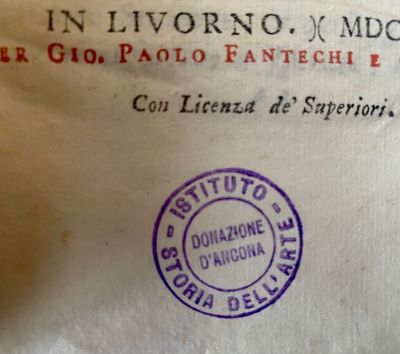 IN LIVORNO. )( MDC
ER GIO. PAOLO FANTECHI E
Con Licenza de' Superiori.
ISTITUTO
DONAZIONE
D'ANCONA
STORIA DELL'ARTE